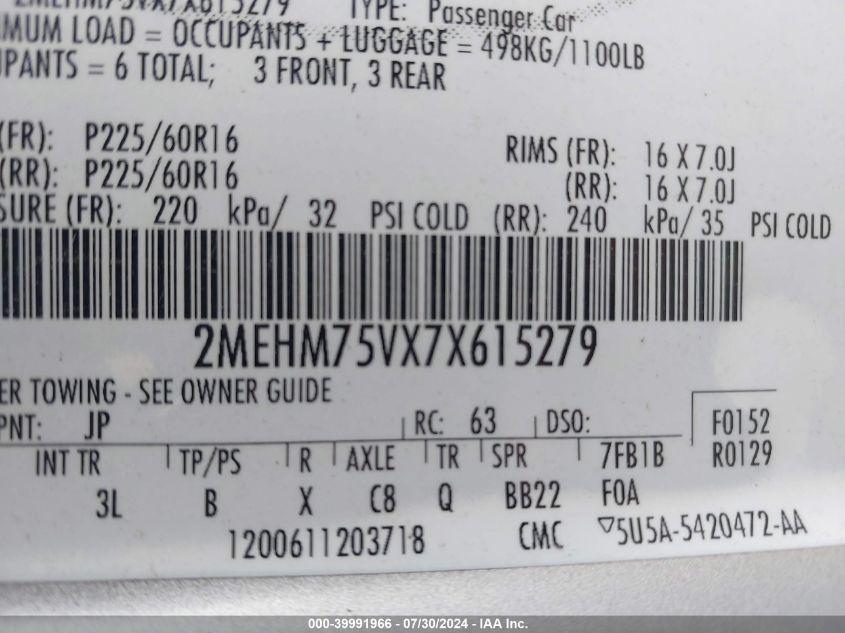 2MEHM75VX7X615279 TYPE: Passenger Car
MUM LOAD = OCCUPANTS + LUGGAGE = 498KG/1100LB
UPANTS = 6 TOTAL; 3 FRONT, 3 REAR
(FR): P225/60R16 RIMS (FR): 16 X 7.0J
(RR): P225/60R16 (RR): 16 X 7.0J
SURE (FR): 220 kPa/ 32 PSI COLD (RR): 240 kPa/ 35 PSI COLD
2MEHM75VX7X615279
ER TOWING - SEE OWNER GUIDE
PNT: JP RC: 63 DSO: F0152
INT TR TP/PS R AXLE TR SPR 7FB1B R0129
3L B X C8 Q BB22 F0A
1200611203718 CMC ▽5U5A-5420472-AA
000-39991966 / 07/30/2024 - IAA Inc.